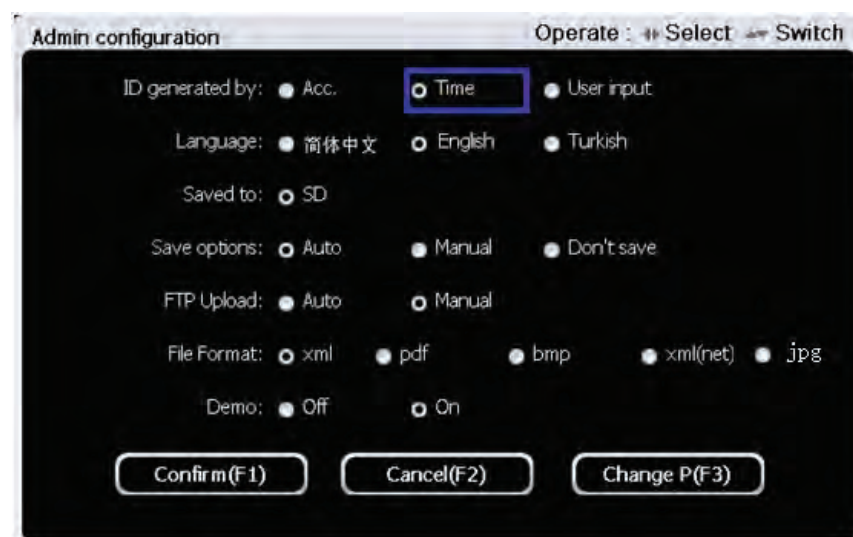 Admin configuration Operate : Select Switch
ID generated by: Acc. Time User input
Language: 简体中文 English Turkish
Saved to: SD
Save options: Auto Manual Don't save
FTP Upload: Auto Manual
File Format: xml pdf bmp xml(net) jpg
Demo: Off On
Confirm(F1) Cancel(F2) Change P(F3)